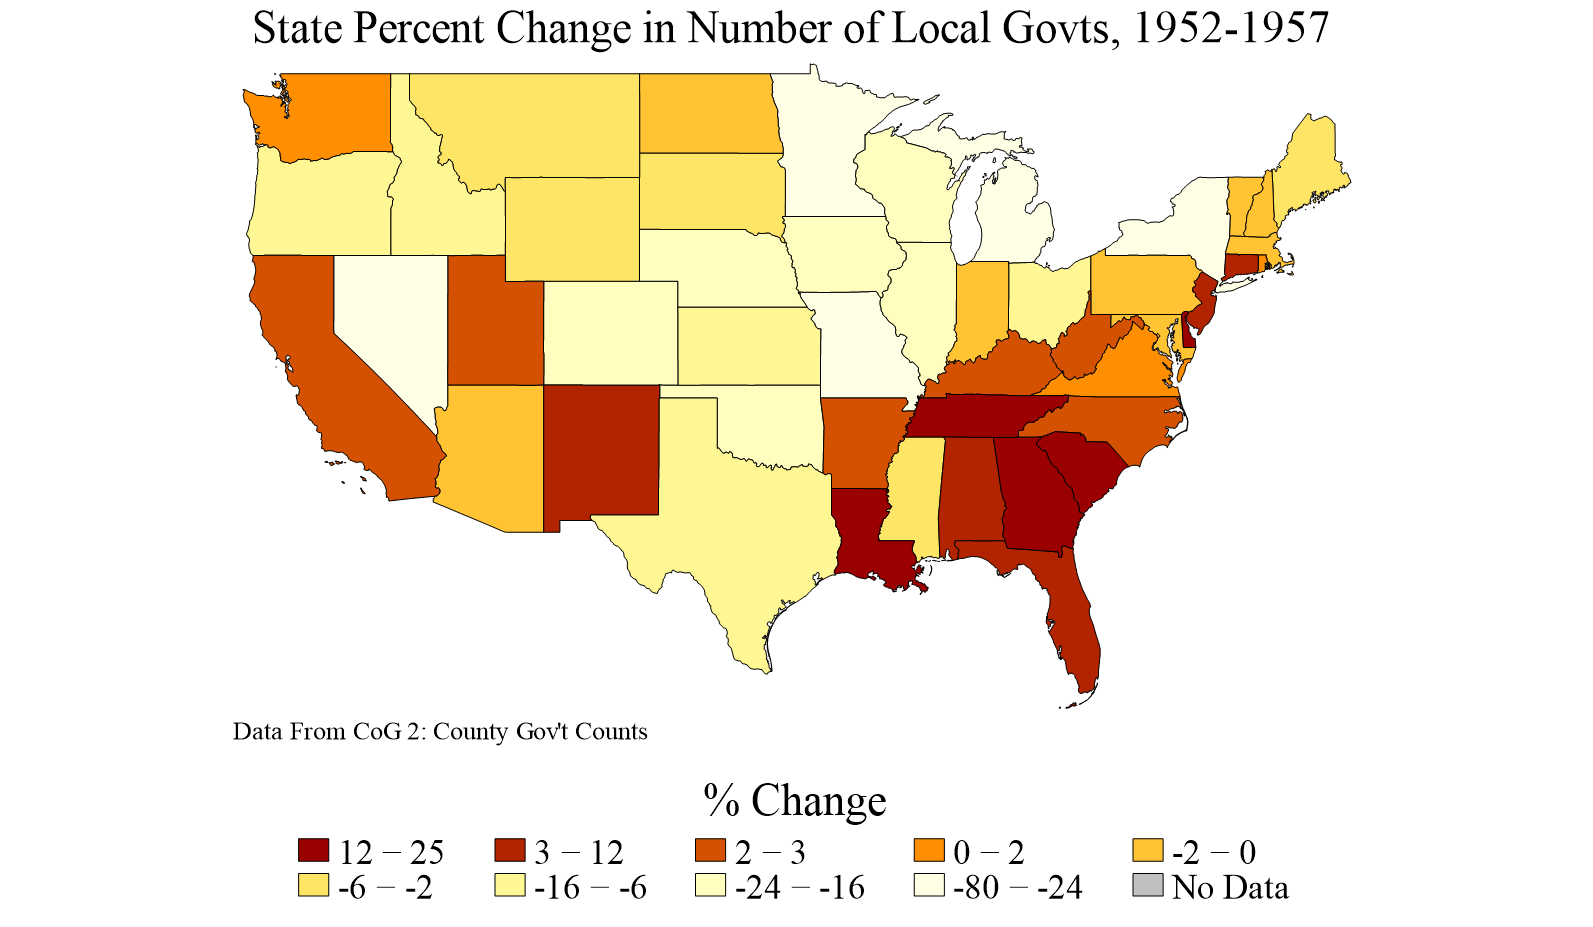 State Percent Change in Number of Local Govts, 1952-1957
Data From CoG 2: County Gov't Counts
% Change
12 – 25 3 – 12 2 – 3 0 – 2 -2 – 0
-6 – -2 -16 – -6 -24 – -16 -80 – -24 No Data